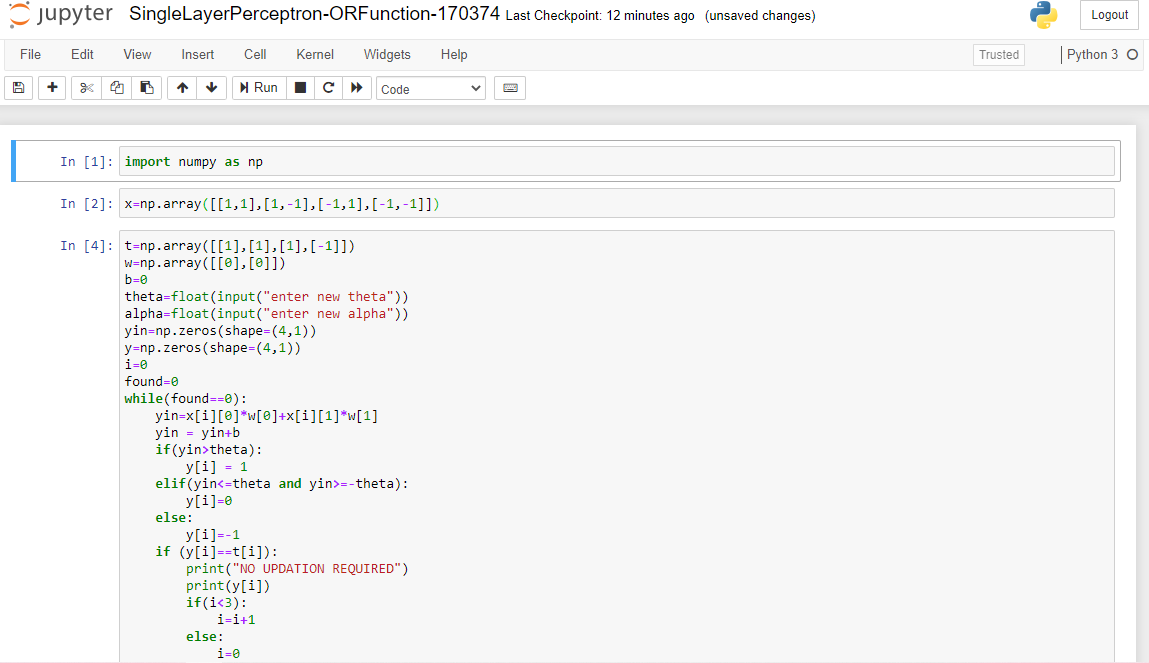 jupyter SingleLayerPerceptron-ORFunction-170374 Last Checkpoint: 12 minutes ago (unsaved changes) Logout
File Edit View Insert Cell Kernel Widgets Help Trusted Python 3
Run Code
In [1]: import numpy as np
In [2]: x=np.array([[1,1],[1,-1],[-1,1],[-1,-1]])
In [4]: t=np.array([[1],[1],[1],[-1]])
w=np.array([[0],[0]])
b=0
theta=float(input("enter new theta"))
alpha=float(input("enter new alpha"))
yin=np.zeros(shape=(4,1))
y=np.zeros(shape=(4,1))
i=0
found=0
while(found==0):
    yin=x[i][0]*w[0]+x[i][1]*w[1]
    yin = yin+b
    if(yin>theta):
        y[i] = 1
    elif(yin<=theta and yin>=-theta):
        y[i]=0
    else:
        y[i]=-1
    if (y[i]==t[i]):
        print("NO UPDATION REQUIRED")
        print(y[i])
        if(i<3):
            i=i+1
        else:
            i=0